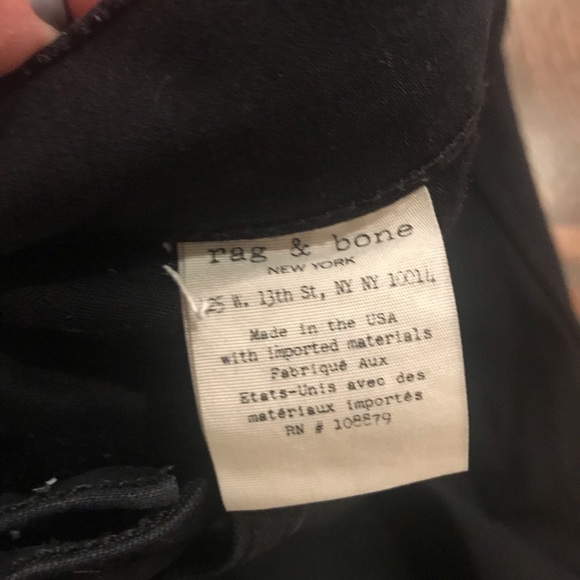 rag & bone
NEW YORK
25 W. 13th St, NY NY 10014
Made in the USA
with imported materials
Fabriqué Aux
Etats-Unis avec des
matériaux importés
RN # 108879